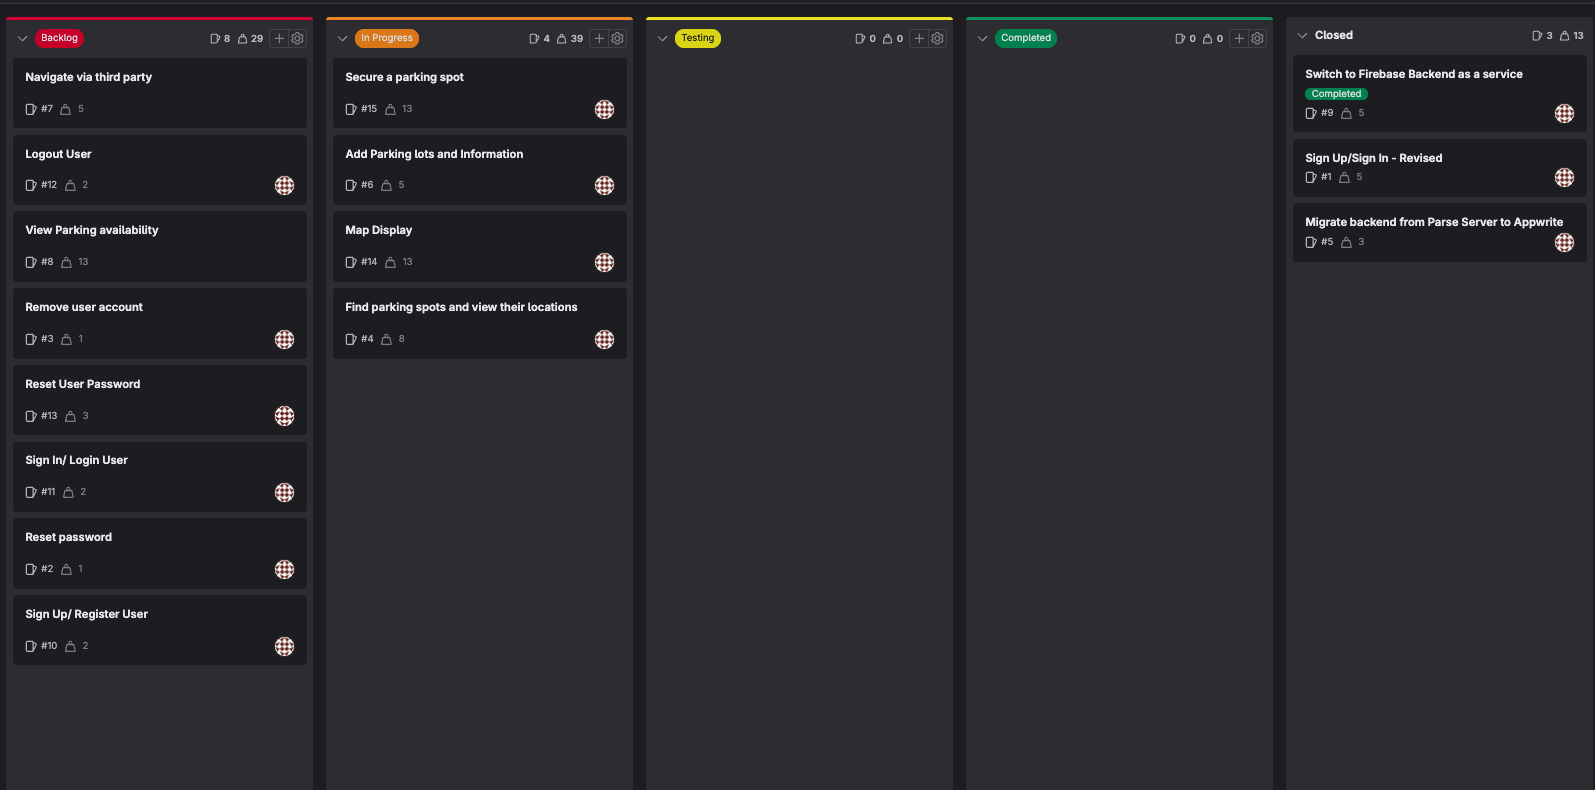 Backlog 8 29
Navigate via third party
#7 5
Logout User
#12 2
View Parking availability
#8 13
Remove user account
#3 1
Reset User Password
#13 3
Sign In/ Login User
#11 2
Reset password
#2 1
Sign Up/ Register User
#10 2
In Progress 4 39
Secure a parking spot
#15 13
Add Parking lots and Information
#6 5
Map Display
#14 13
Find parking spots and view their locations
#4 8
Testing 0 0
Completed 0 0
Closed 3 13
Switch to Firebase Backend as a service
Completed
#9 5
Sign Up/Sign In - Revised
#1 5
Migrate backend from Parse Server to Appwrite
#5 3